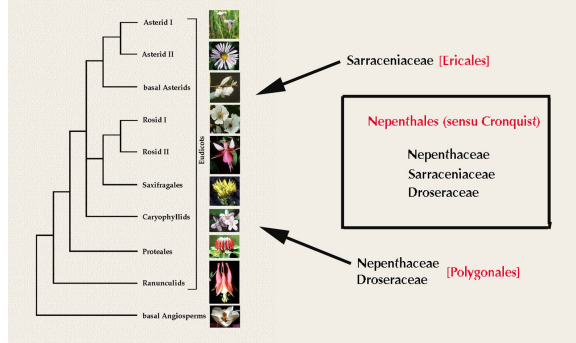 Asterid I
Asterid II
basal Asterids
Rosid I
Rosid II
Saxifragales
Caryophyllids
Proteales
Ranunculids
basal Angiosperms
Eudicots
Sarraceniaceae [Ericales]
Nepenthales (sensu Cronquist)
Nepenthaceae
Sarraceniaceae
Droseraceae
Nepenthaceae
Droseraceae
[Polygonales]